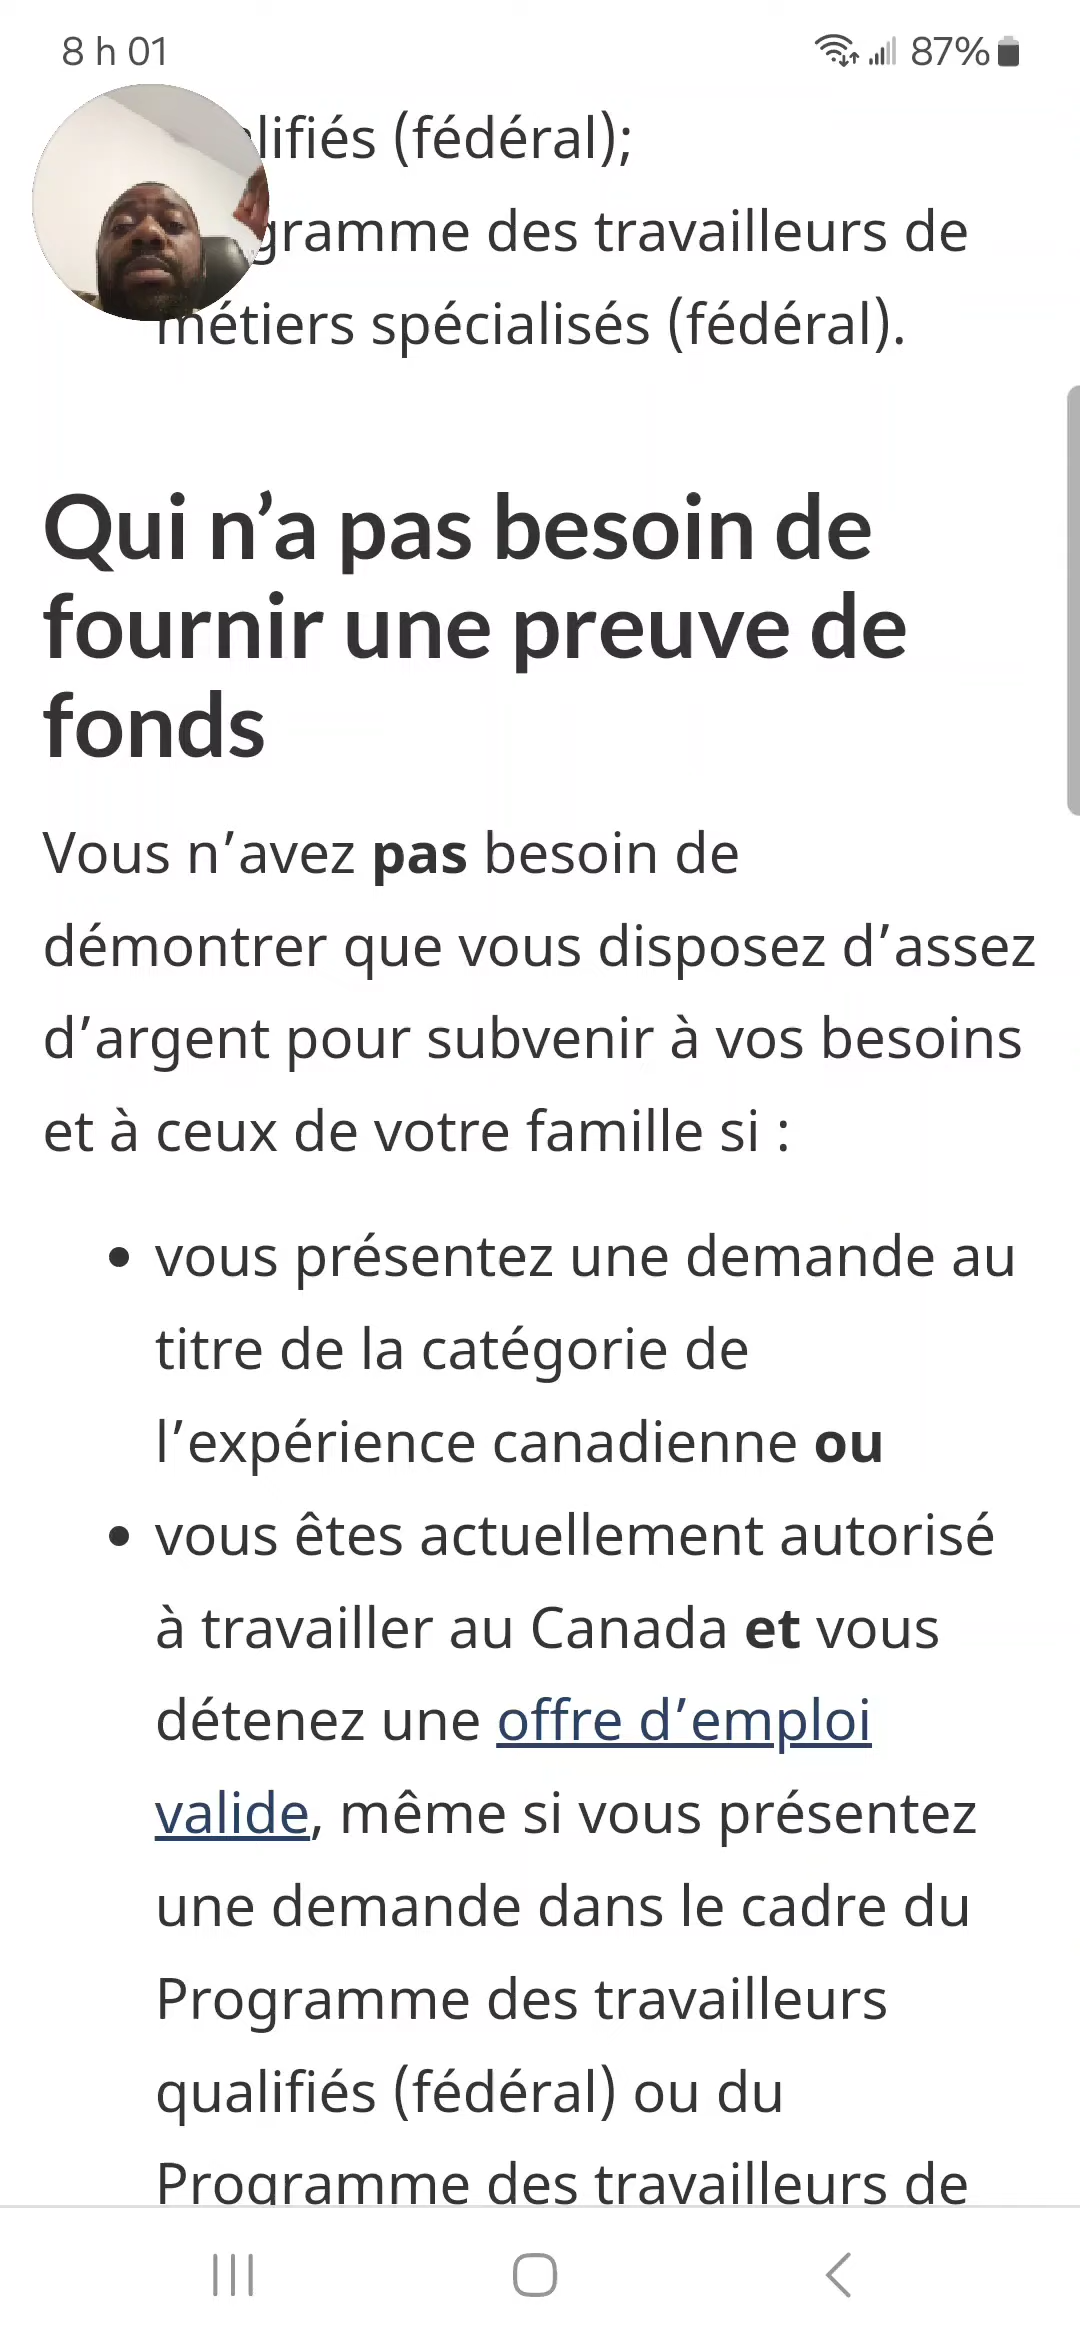 8 h 01
87%
lifiés (fédéral);
gramme des travailleurs de
métiers spécialisés (fédéral).
Qui n’a pas besoin de
fournir une preuve de
fonds
Vous n’avez pas besoin de
démontrer que vous disposez d’assez
d’argent pour subvenir à vos besoins
et à ceux de votre famille si :
• vous présentez une demande au
titre de la catégorie de
l’expérience canadienne ou
• vous êtes actuellement autorisé
à travailler au Canada et vous
détenez une offre d’emploi
valide, même si vous présentez
une demande dans le cadre du
Programme des travailleurs
qualifiés (fédéral) ou du
Programme des travailleurs de